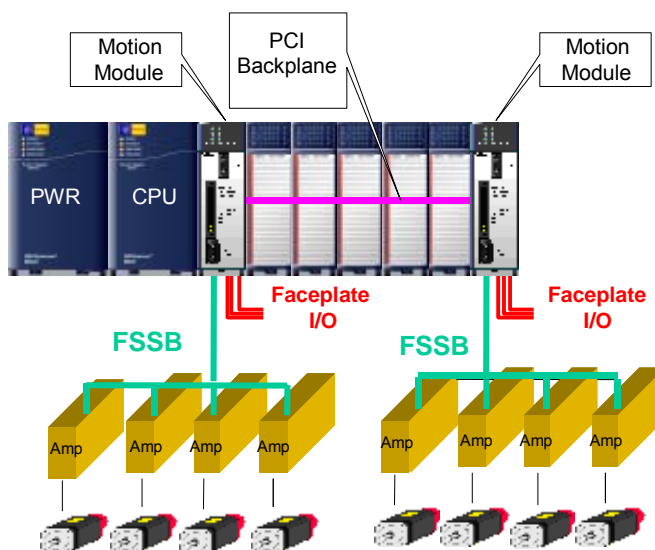 Motion
Module
PCI
Backplane
Motion
Module
PWR
CPU
Faceplate
I/O
Faceplate
I/O
FSSB
FSSB
Amp
Amp
Amp
Amp
Amp
Amp
Amp
Amp